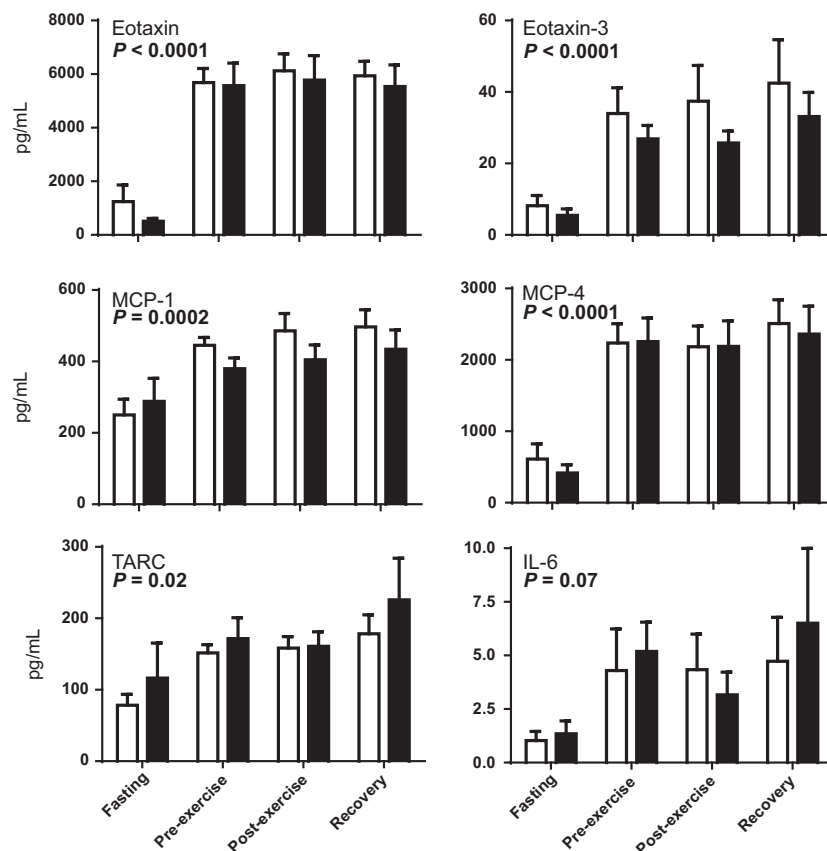 Eotaxin
P < 0.0001
8000
6000
4000
2000
0
pg/mL
Eotaxin-3
P < 0.0001
60
40
20
0
MCP-1
P = 0.0002
600
400
200
0
pg/mL
MCP-4
P < 0.0001
3000
2000
1000
0
TARC
P = 0.02
300
200
100
0
pg/mL
Fasting
Pre-exercise
Post-exercise
Recovery
IL-6
P = 0.07
10.0
7.5
5.0
2.5
0.0
Fasting
Pre-exercise
Post-exercise
Recovery